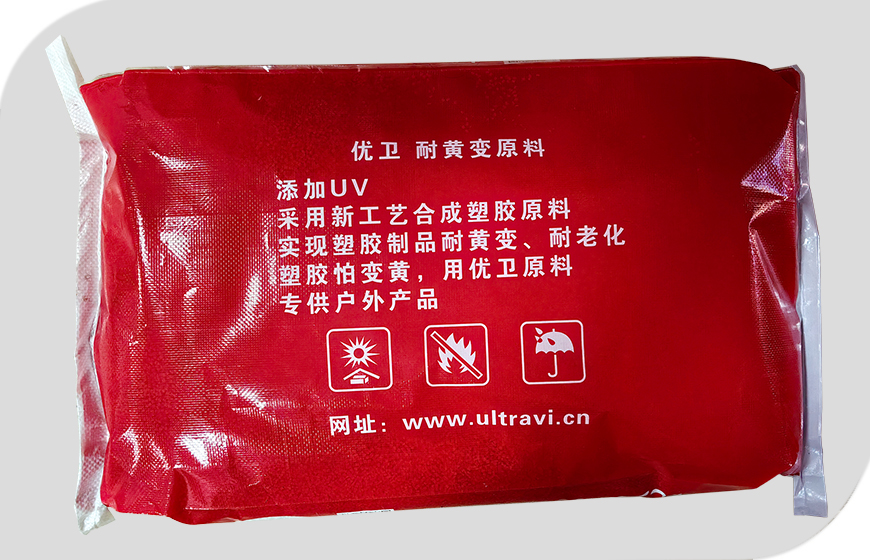 优卫 耐黄变原料
添加UV
采用新工艺合成塑胶原料
实现塑胶制品耐黄变、耐老化
塑胶怕变黄，用优卫原料
专供户外产品
网址：www.ultravi.cn